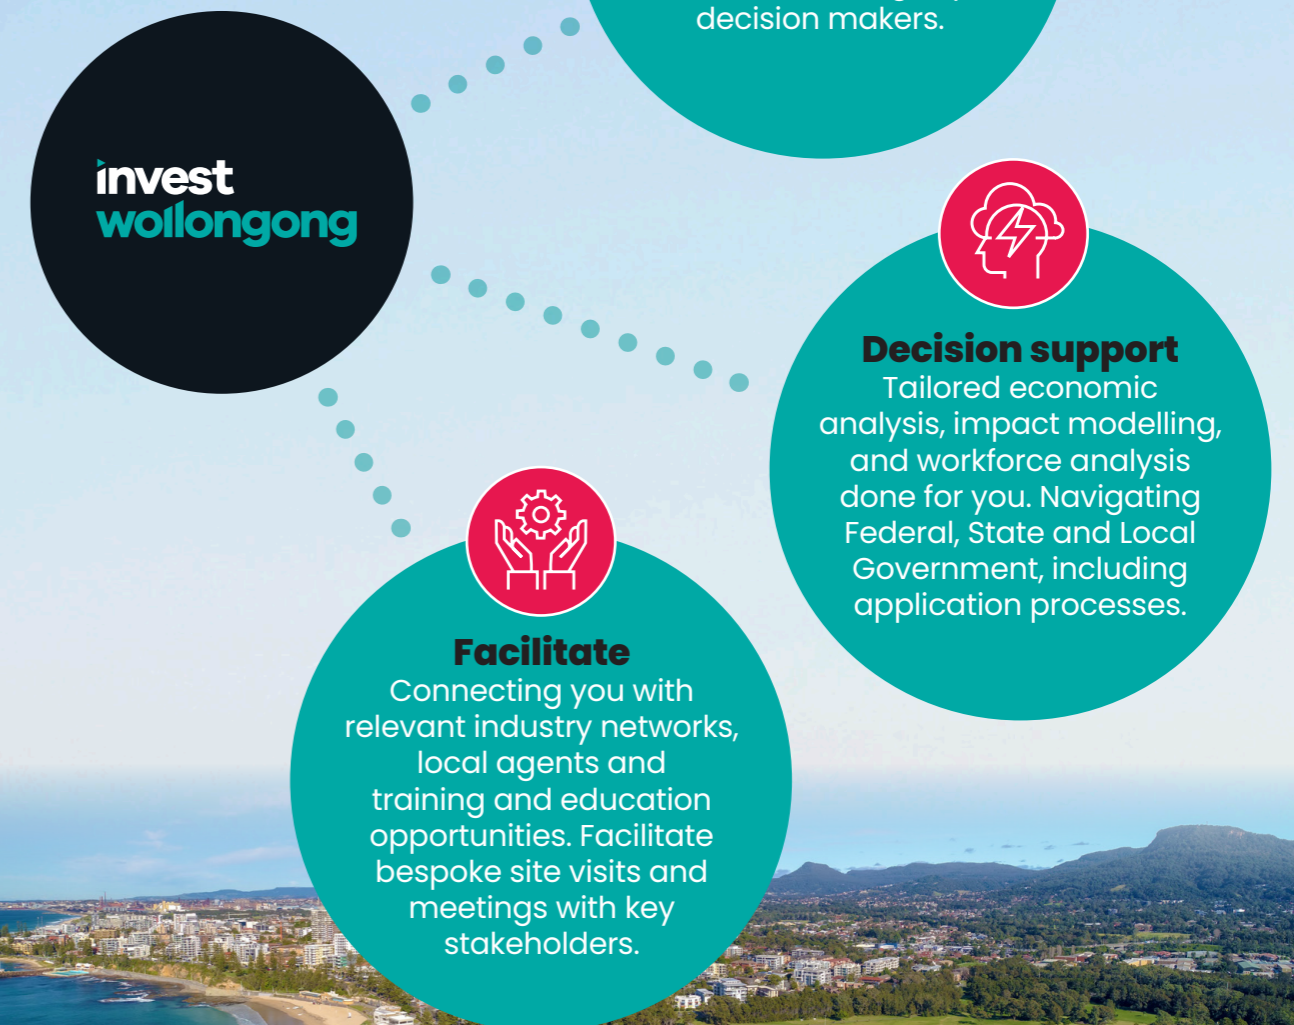 decision makers.
invest
wollongong
Decision support
Tailored economic
analysis, impact modelling,
and workforce analysis
done for you. Navigating
Federal, State and Local
Government, including
application processes.
Facilitate
Connecting you with
relevant industry networks,
local agents and
training and education
opportunities. Facilitate
bespoke site visits and
meetings with key
stakeholders.